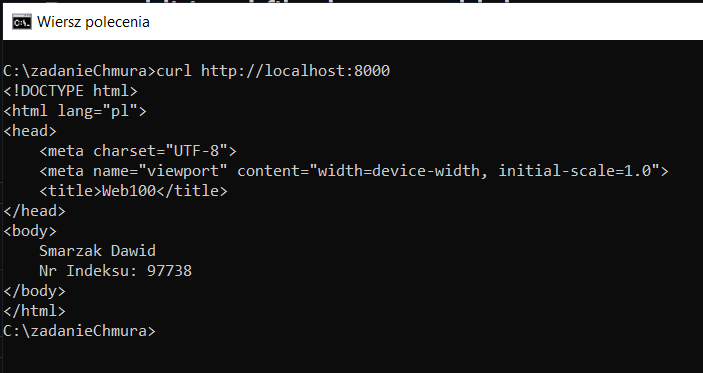 Wiersz polecenia
C:\zadanieChmura>curl http://localhost:8000
<!DOCTYPE html>
<html lang="pl">
<head>
    <meta charset="UTF-8">
    <meta name="viewport" content="width=device-width, initial-scale=1.0">
    <title>Web100</title>
</head>
<body>
    Smarzak Dawid
    Nr Indeksu: 97738
</body>
</html>
C:\zadanieChmura>